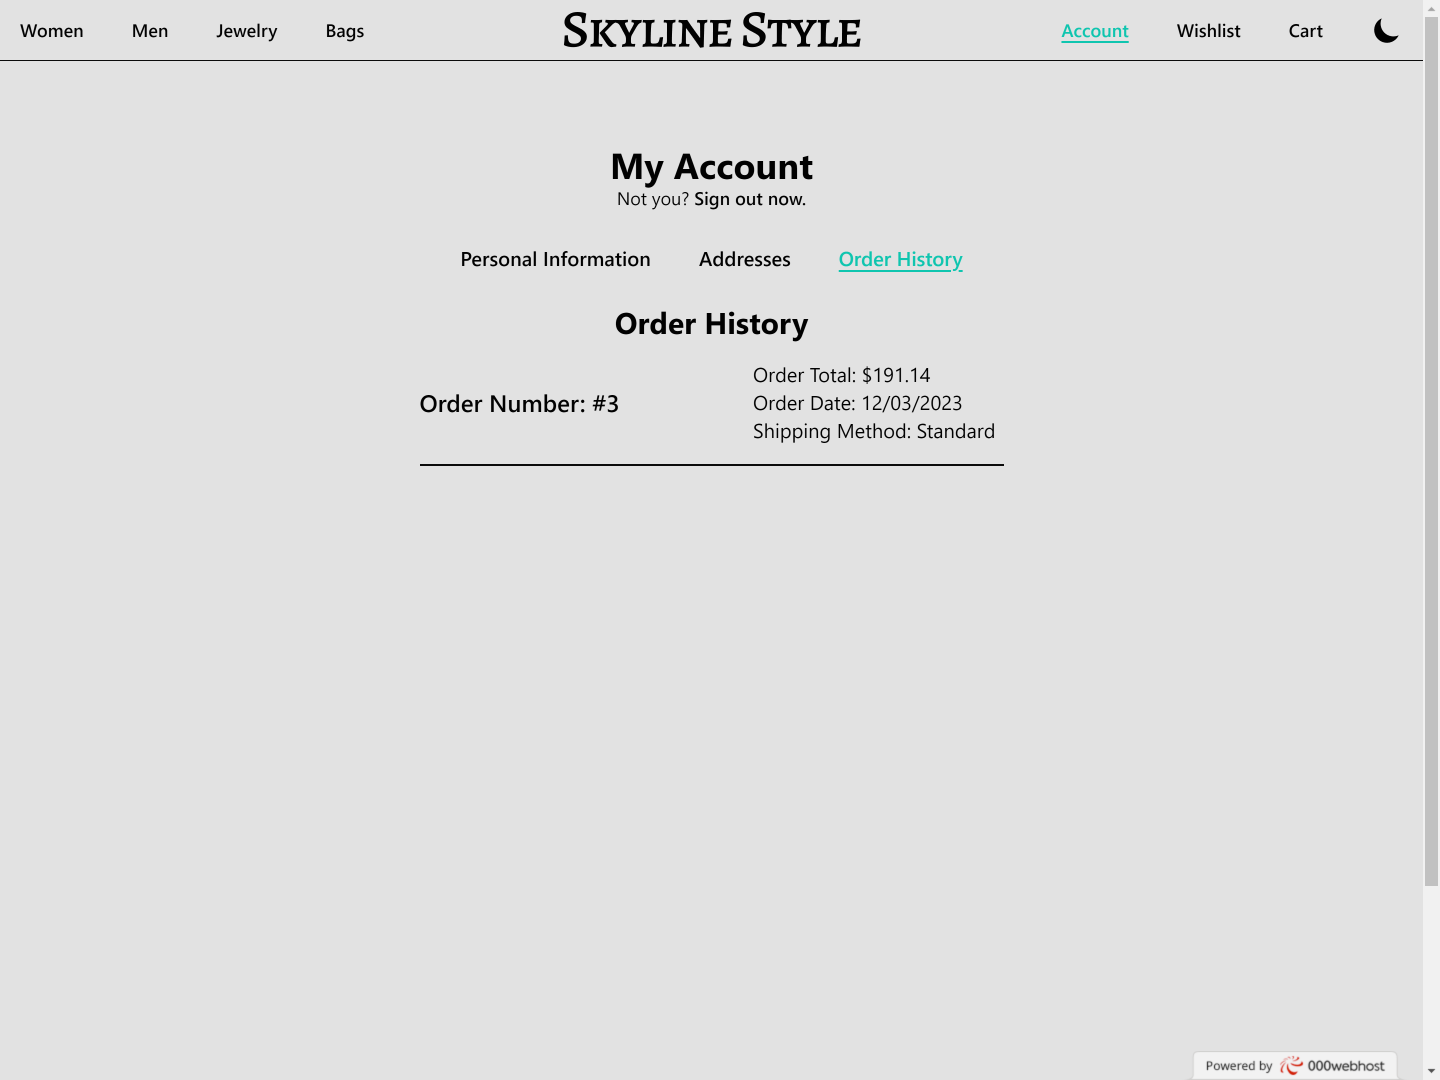 Women Men Jewelry Bags SKYLINE STYLE Account Wishlist Cart
My Account
Not you? Sign out now.
Personal Information Addresses Order History
Order History
Order Number: #3
Order Total: $191.14
Order Date: 12/03/2023
Shipping Method: Standard
Powered by 000webhost